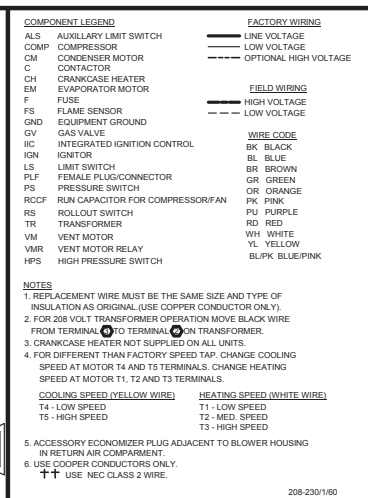 COMPONENT LEGEND
ALS AUXILLARY LIMIT SWITCH
COMP COMPRESSOR
CM CONDENSER MOTOR
C CONTACTOR
CH CRANKCASE HEATER
EM EVAPORATOR MOTOR
F FUSE
FS FLAME SENSOR
GND EQUIPMENT GROUND
GV GAS VALVE
IIC INTEGRATED IGNITION CONTROL
IGN IGNITOR
LS LIMIT SWITCH
PLF FEMALE PLUG/CONNECTOR
PS PRESSURE SWITCH
RCCF RUN CAPACITOR FOR COMPRESSOR/FAN
RS ROLLOUT SWITCH
TR TRANSFORMER
VM VENT MOTOR
VMR VENT MOTOR RELAY
HPS HIGH PRESSURE SWITCH
FACTORY WIRING
LINE VOLTAGE
LOW VOLTAGE
OPTIONAL HIGH VOLTAGE
FIELD WIRING
HIGH VOLTAGE
LOW VOLTAGE
WIRE CODE
BK BLACK
BL BLUE
BR BROWN
GR GREEN
OR ORANGE
PK PINK
PU PURPLE
RD RED
WH WHITE
YL YELLOW
BL/PK BLUE/PINK
NOTES
1. REPLACEMENT WIRE MUST BE THE SAME SIZE AND TYPE OF
INSULATION AS ORIGINAL.(USE COPPER CONDUCTOR ONLY).
2. FOR 208 VOLT TRANSFORMER OPERATION MOVE BLACK WIRE
FROM TERMINAL 3 TO TERMINAL 2 ON TRANSFORMER.
3. CRANKCASE HEATER NOT SUPPLIED ON ALL UNITS.
4. FOR DIFFERENT THAN FACTORY SPEED TAP. CHANGE COOLING
SPEED AT MOTOR T4 AND T5 TERMINALS. CHANGE HEATING
SPEED AT MOTOR T1, T2 AND T3 TERMINALS.
COOLING SPEED (YELLOW WIRE)
T4 - LOW SPEED
T5 - HIGH SPEED
HEATING SPEED (WHITE WIRE)
T1 - LOW SPEED
T2 - MED. SPEED
T3 - HIGH SPEED
5. ACCESSORY ECONOMIZER PLUG ADJACENT TO BLOWER HOUSING
IN RETURN AIR COMPARMENT.
6. USE COOPER CONDUCTORS ONLY.
†† USE NEC CLASS 2 WIRE.
208-230/1/60